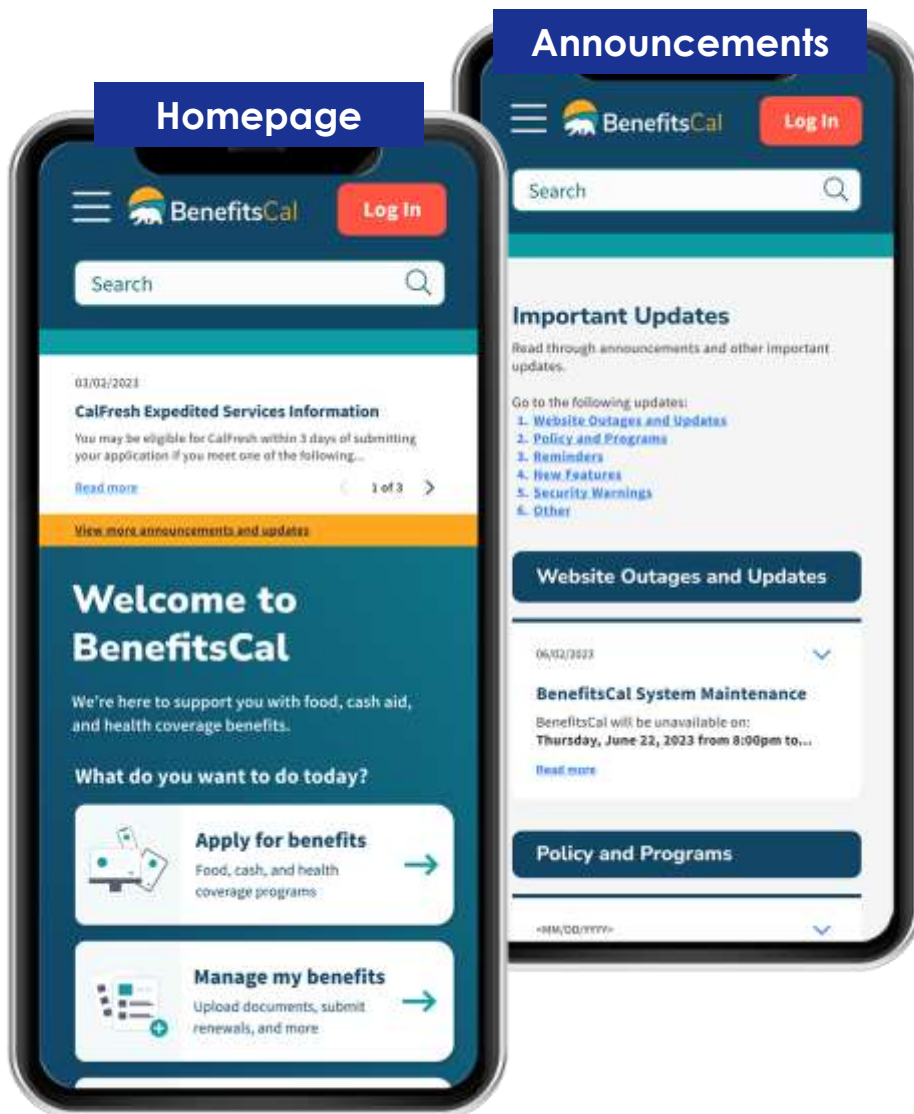 Homepage
BenefitsCal
Log In
Search
03/02/2023
CalFresh Expedited Services Information
You may be eligible for CalFresh within 3 days of submitting
your application if you meet one of the following...
Read more
1 of 3
View more announcements and updates
Welcome to
BenefitsCal
We're here to support you with food, cash aid,
and health coverage benefits.
What do you want to do today?
Apply for benefits
Food, cash, and health
coverage programs
Manage my benefits
Upload documents, submit
renewals, and more
Announcements
BenefitsCal
Log In
Search
Important Updates
Read through announcements and other important
updates.
Go to the following updates:
1. Website Outages and Updates
2. Policy and Programs
3. Reminders
4. New Features
5. Security Warnings
6. Other
Website Outages and Updates
06/02/2023
BenefitsCal System Maintenance
BenefitsCal will be unavailable on:
Thursday, June 22, 2023 from 8:00pm to...
Read more
Policy and Programs
<MM/DD/YYYY>